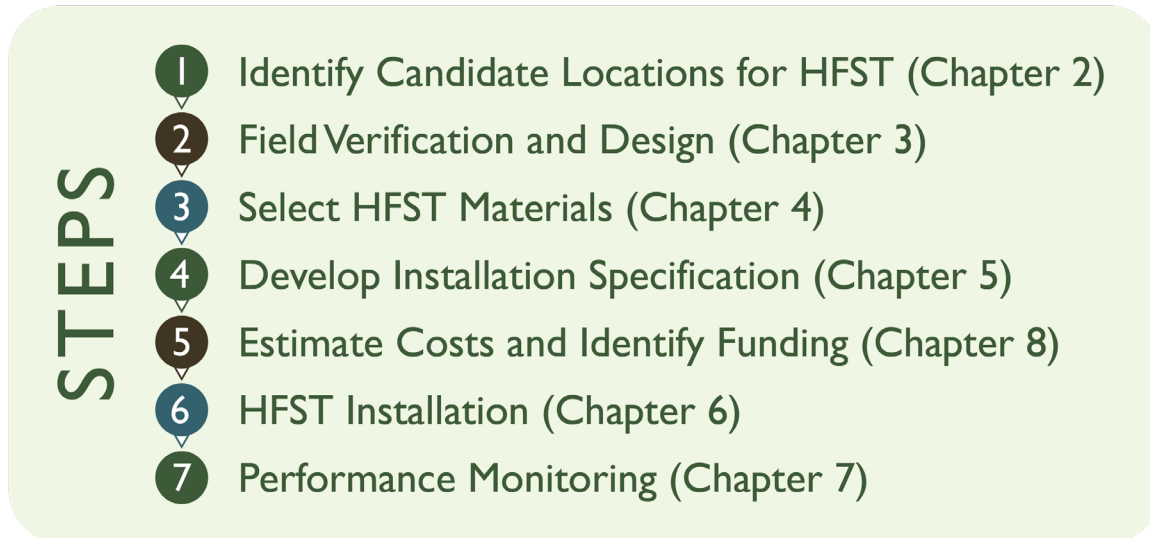 STEPS
1 Identify Candidate Locations for HFST (Chapter 2)
2 Field Verification and Design (Chapter 3)
3 Select HFST Materials (Chapter 4)
4 Develop Installation Specification (Chapter 5)
5 Estimate Costs and Identify Funding (Chapter 8)
6 HFST Installation (Chapter 6)
7 Performance Monitoring (Chapter 7)